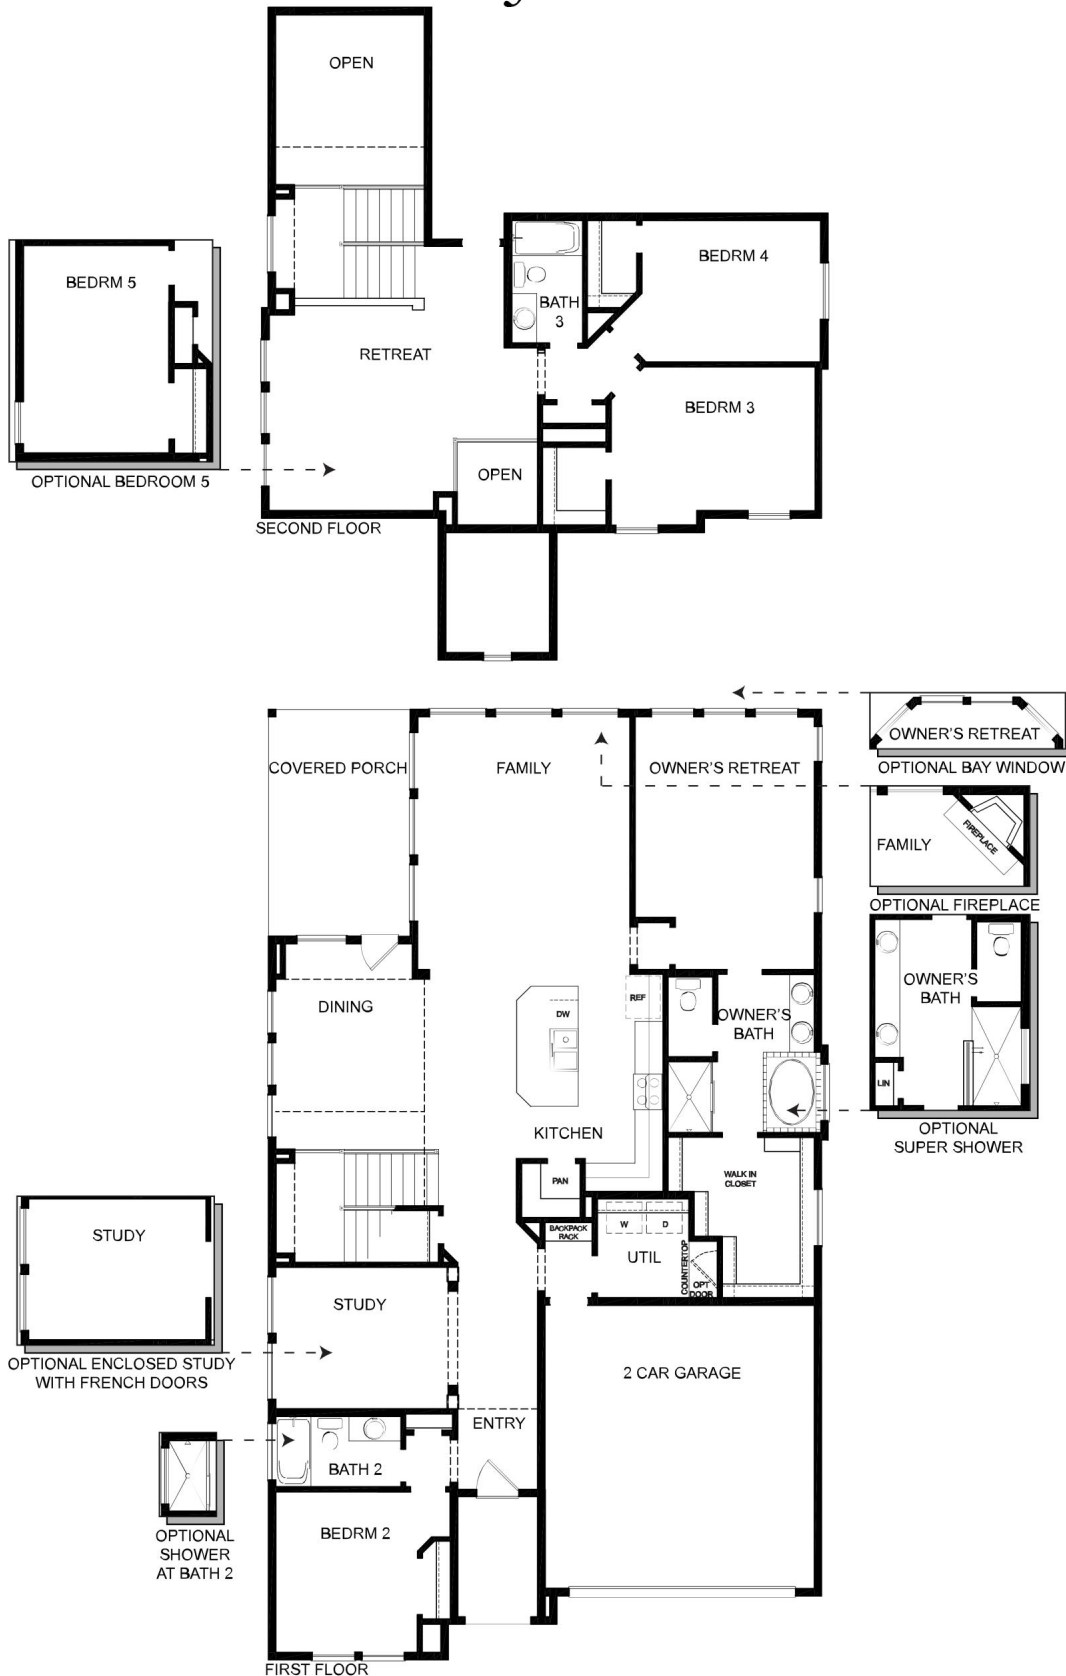 OPEN
BEDRM 5
BEDRM 4
BATH
3
RETREAT
BEDRM 3
OPEN
OPTIONAL BEDROOM 5
SECOND FLOOR
OWNER'S RETREAT
OPTIONAL BAY WINDOW
COVERED PORCH
FAMILY
OWNER'S RETREAT
FIREPLACE
FAMILY
OPTIONAL FIREPLACE
DINING
DW
REF
OWNER'S
BATH
OWNER'S
BATH
LIN
OPTIONAL
SUPER SHOWER
KITCHEN
PAN
WALK IN
CLOSET
BACKPACK
RACK
W
D
UTIL
COUNTERTOP
OPT
DOOR
STUDY
STUDY
OPTIONAL ENCLOSED STUDY
WITH FRENCH DOORS
2 CAR GARAGE
ENTRY
BATH 2
OPTIONAL
SHOWER
AT BATH 2
BEDRM 2
FIRST FLOOR